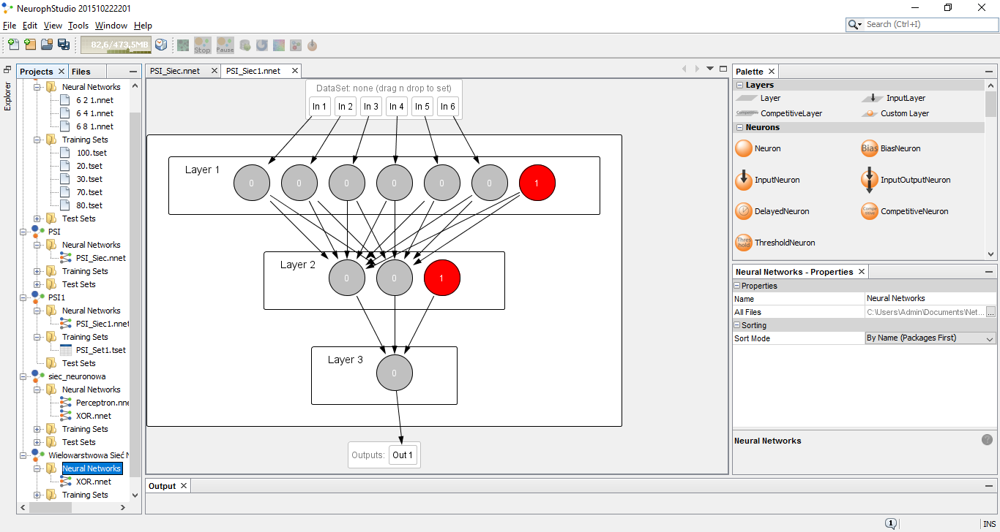 NeurophStudio 201510222201
File Edit View Tools Window Help
Search (Ctrl+I)
82,6/473,5MB
Stop
Pause
Explorer
Projects
Files
Neural Networks
6 2 1.nnet
6 4 1.nnet
6 8 1.nnet
Training Sets
100.tset
20.tset
30.tset
70.tset
80.tset
Test Sets
PSI
Neural Networks
PSI_Siec.nnet
Training Sets
Test Sets
PSI1
Neural Networks
PSI_Siec1.nnet
Training Sets
PSI_Set1.tset
Test Sets
siec_neuronowa
Neural Networks
Perceptron.nne
XOR.nnet
Training Sets
Test Sets
Wielowarstwowa Sieć N
Neural Networks
XOR.nnet
Training Sets
PSI_Siec.nnet
PSI_Siec1.nnet
DataSet: none (drag n drop to set)
In 1 In 2 In 3 In 4 In 5 In 6
Layer 1
0 0 0 0 0 0 1
Layer 2
0 0 1
Layer 3
0
Outputs: Out 1
Output
Palette
Layers
Layer
InputLayer
Competitive
CompetitiveLayer
Custom Layer
Neurons
Neuron
Bias
BiasNeuron
InputNeuron
InputOutputNeuron
DelayedNeuron
Compe
titive
CompetitiveNeuron
Thres
hold
ThresholdNeuron
Neural Networks - Properties
Properties
Name Neural Networks
All Files C:\Users\Admin\Documents\Net... ...
Sorting
Sort Mode By Name (Packages First)
Neural Networks
?
1
INS